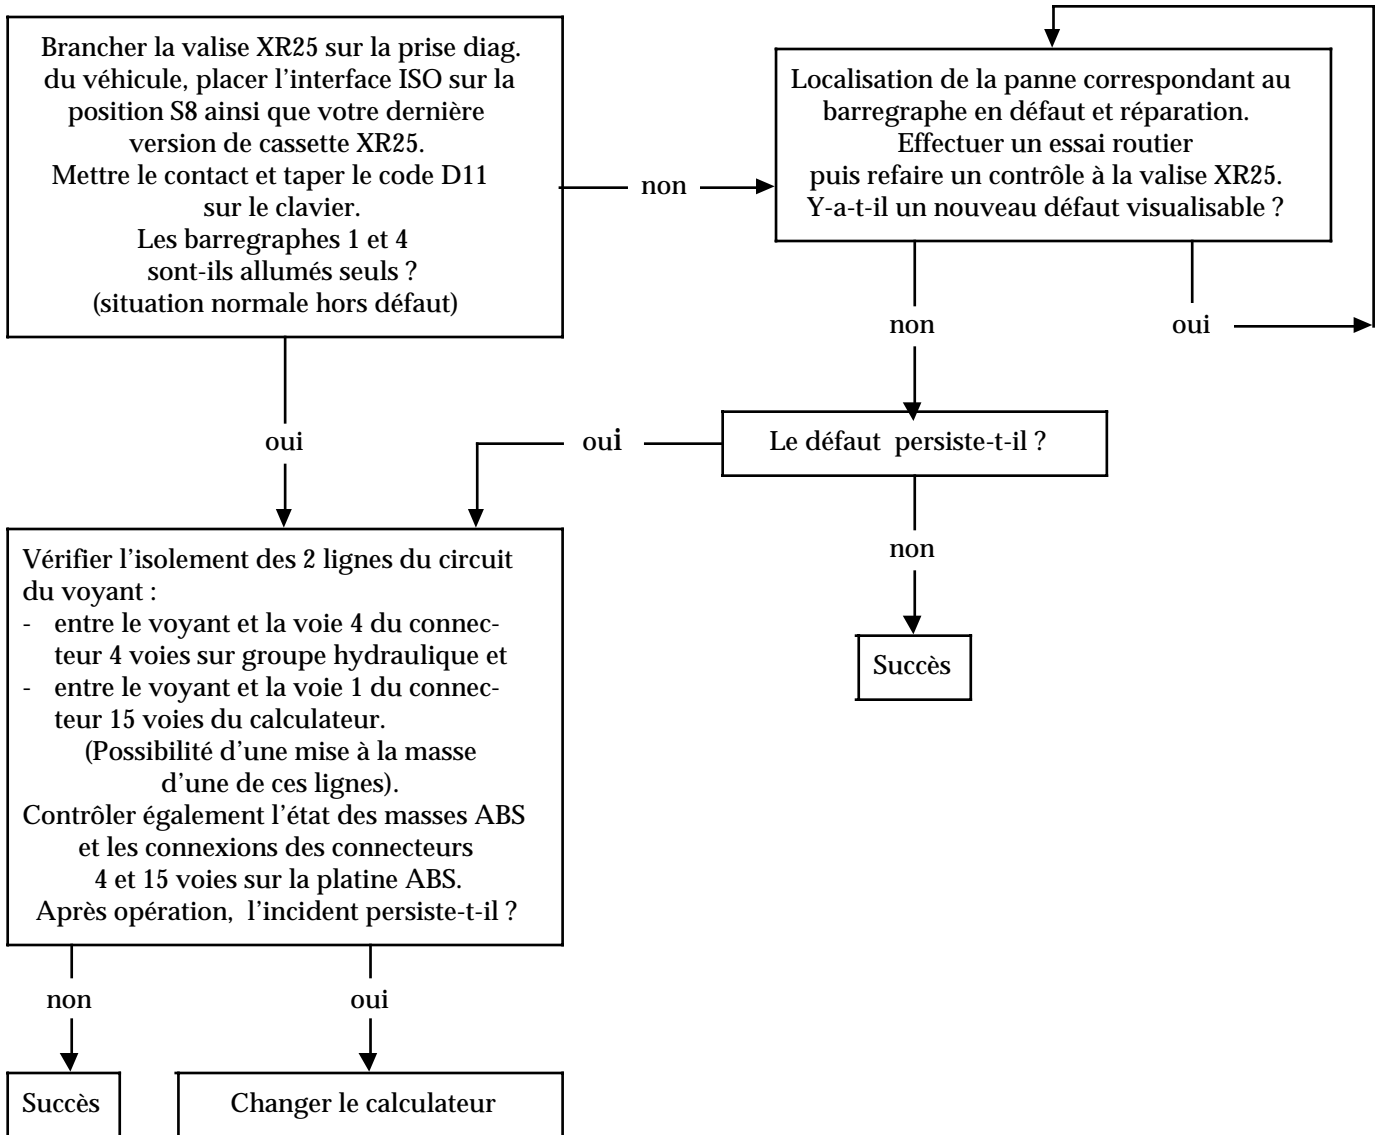 Brancher la valise XR25 sur la prise diag.
du véhicule, placer l'interface ISO sur la
position S8 ainsi que votre dernière
version de cassette XR25.
Mettre le contact et taper le code D11
sur le clavier.
Les barregraphes 1 et 4
sont-ils allumés seuls ?
(situation normale hors défaut)
non
Localisation de la panne correspondant au
barregraphe en défaut et réparation.
Effectuer un essai routier
puis refaire un contrôle à la valise XR25.
Y-a-t-il un nouveau défaut visualisable ?
non
oui
oui
oui
Le défaut persiste-t-il ?
non
Succès
Vérifier l'isolement des 2 lignes du circuit
du voyant :
- entre le voyant et la voie 4 du connec-
teur 4 voies sur groupe hydraulique et
- entre le voyant et la voie 1 du connec-
teur 15 voies du calculateur.
(Possibilité d'une mise à la masse
d'une de ces lignes).
Contrôler également l'état des masses ABS
et les connexions des connecteurs
4 et 15 voies sur la platine ABS.
Après opération, l'incident persiste-t-il ?
non
oui
Succès
Changer le calculateur